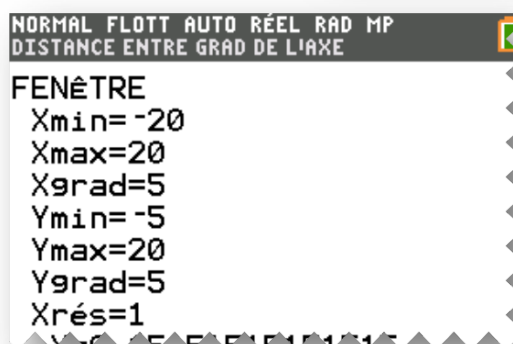 NORMAL FLOTT AUTO RÉEL RAD MP
DISTANCE ENTRE GRAD DE L'AXE
FENÊTRE
Xmin=-20
Xmax=20
Xgrad=5
Ymin=-5
Ymax=20
Ygrad=5
Xrés=1